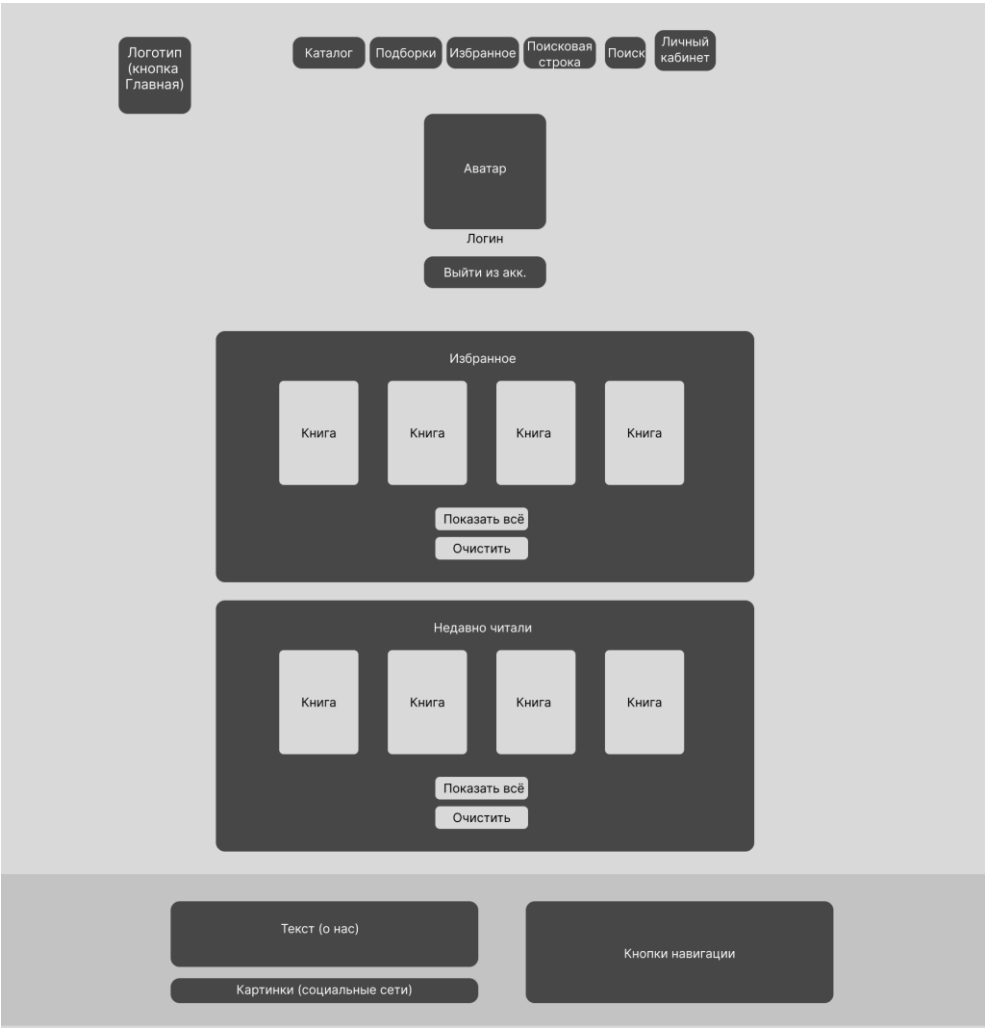 Логотип
(кнопка
Главная)
Каталог
Подборки
Избранное
Поисковая
строка
Поиск
Личный
кабинет
Аватар
Логин
Выйти из акк.
Избранное
Книга
Книга
Книга
Книга
Показать всё
Очистить
Недавно читали
Книга
Книга
Книга
Книга
Показать всё
Очистить
Текст (о нас)
Картинки (социальные сети)
Кнопки навигации